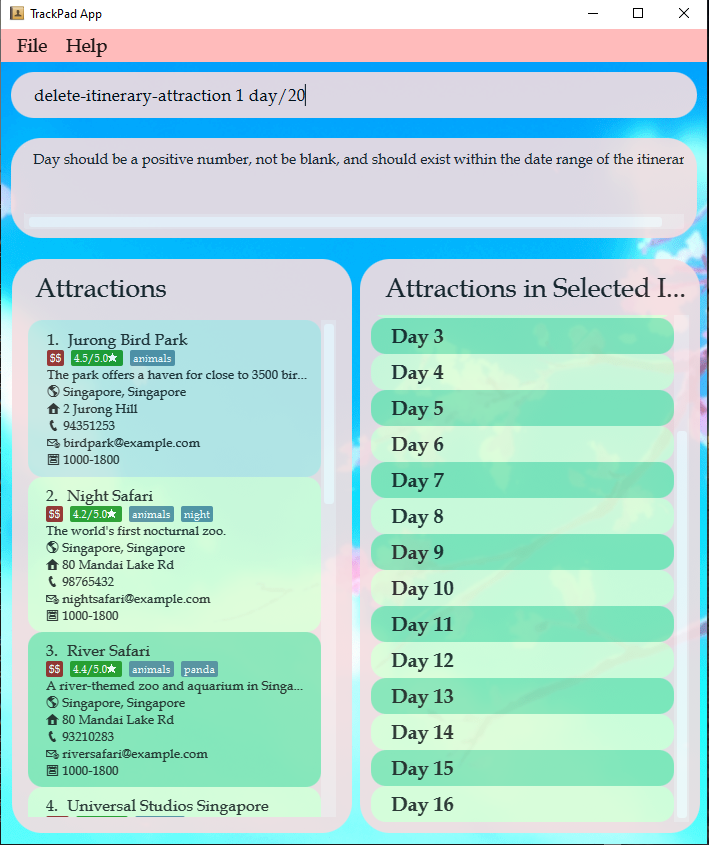 TrackPad App
File Help
delete-itinerary-attraction 1 day/20
Day should be a positive number, not be blank, and should exist within the date range of the itinerar
Attractions
1. Jurong Bird Park
$$ 4.5/5.0★ animals
The park offers a haven for close to 3500 bir...
Singapore, Singapore
2 Jurong Hill
94351253
birdpark@example.com
1000-1800
2. Night Safari
$$ 4.2/5.0★ animals night
The world's first nocturnal zoo.
Singapore, Singapore
80 Mandai Lake Rd
98765432
nightsafari@example.com
1000-1800
3. River Safari
$$ 4.4/5.0★ animals panda
A river-themed zoo and aquarium in Singa...
Singapore, Singapore
80 Mandai Lake Rd
93210283
riversafari@example.com
1000-1800
4. Universal Studios Singapore
Attractions in Selected I...
Day 3
Day 4
Day 5
Day 6
Day 7
Day 8
Day 9
Day 10
Day 11
Day 12
Day 13
Day 14
Day 15
Day 16